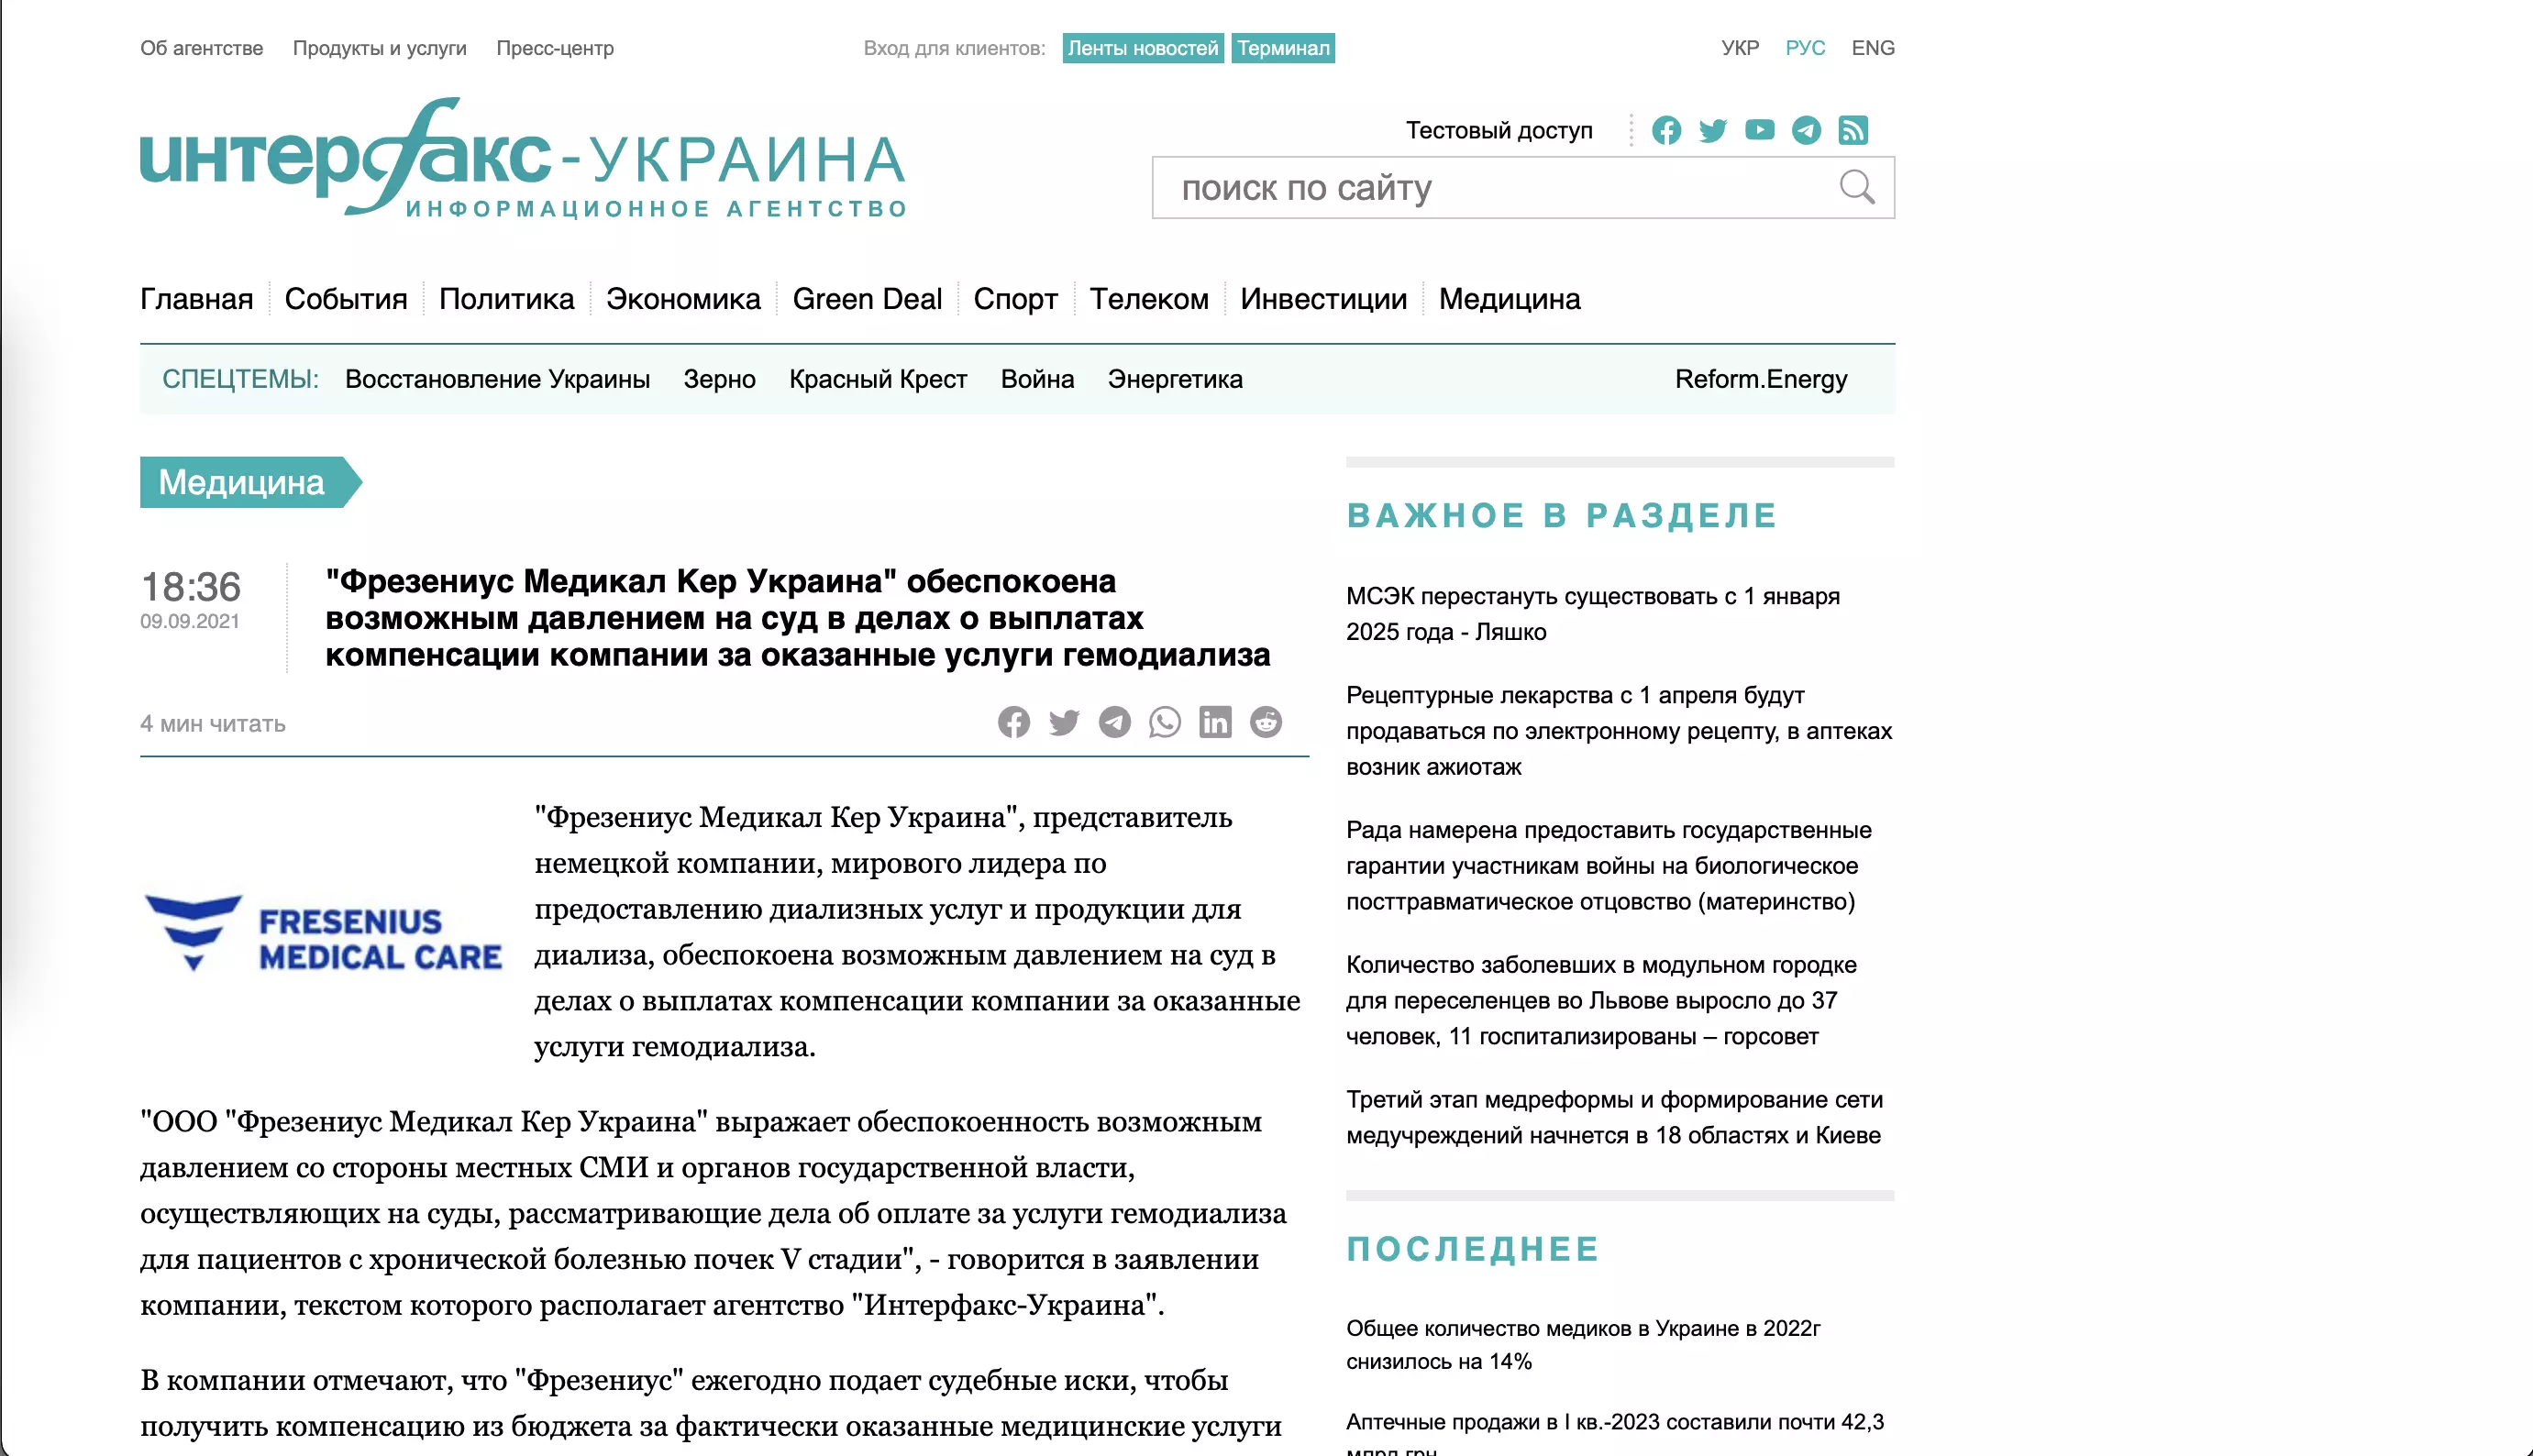 Об агентстве Продукты и услуги Пресс-центр Вход для клиентов: Ленты новостей Терминал УКР РУС ENG
интерфакс-УКРАИНА
ИНФОРМАЦИОННОЕ АГЕНТСТВО
Тестовый доступ
поиск по сайту
Главная События Политика Экономика Green Deal Спорт Телеком Инвестиции Медицина
СПЕЦТЕМЫ: Восстановление Украины Зерно Красный Крест Война Энергетика Reform.Energy
Медицина
18:36
09.09.2021
"Фрезениус Медикал Кер Украина" обеспокоена
возможным давлением на суд в делах о выплатах
компенсации компании за оказанные услуги гемодиализа
4 мин читать
FRESENIUS
MEDICAL CARE
"Фрезениус Медикал Кер Украина", представитель
немецкой компании, мирового лидера по
предоставлению диализных услуг и продукции для
диализа, обеспокоена возможным давлением на суд в
делах о выплатах компенсации компании за оказанные
услуги гемодиализа.
"ООО "Фрезениус Медикал Кер Украина" выражает обеспокоенность возможным
давлением со стороны местных СМИ и органов государственной власти,
осуществляющих на суды, рассматривающие дела об оплате за услуги гемодиализа
для пациентов с хронической болезнью почек V стадии", - говорится в заявлении
компании, текстом которого располагает агентство "Интерфакс-Украина".
В компании отмечают, что "Фрезениус" ежегодно подает судебные иски, чтобы
получить компенсацию из бюджета за фактически оказанные медицинские услуги
ВАЖНОЕ В РАЗДЕЛЕ
МСЭК перестануть существовать с 1 января
2025 года - Ляшко
Рецептурные лекарства с 1 апреля будут
продаваться по электронному рецепту, в аптеках
возник ажиотаж
Рада намерена предоставить государственные
гарантии участникам войны на биологическое
посттравматическое отцовство (материнство)
Количество заболевших в модульном городке
для переселенцев во Львове выросло до 37
человек, 11 госпитализированы – горсовет
Третий этап медреформы и формирование сети
медучреждений начнется в 18 областях и Киеве
ПОСЛЕДНЕЕ
Общее количество медиков в Украине в 2022г
снизилось на 14%
Аптечные продажи в I кв.-2023 составили почти 42,3
млрд грн